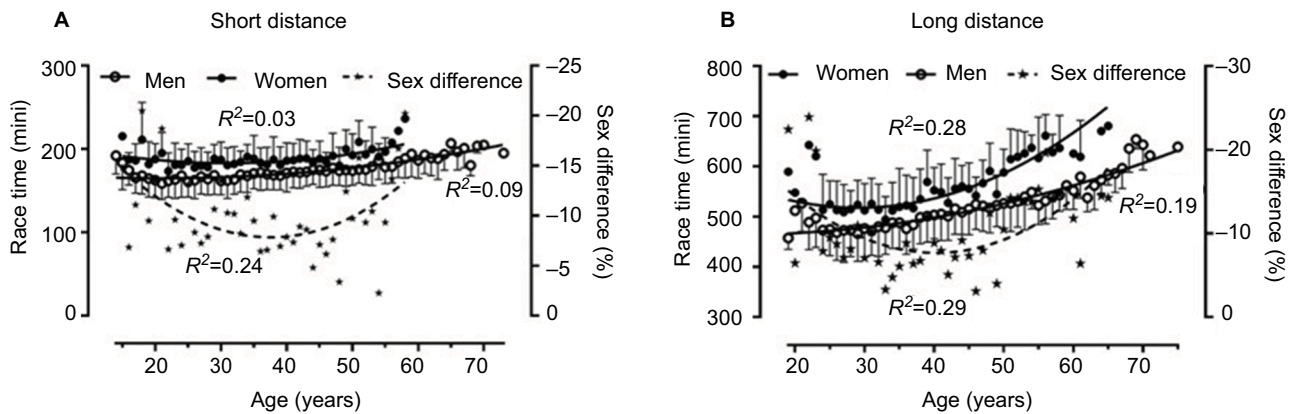 A
Short distance
300
200
100
0
Race time (mini)
Men
Women
Sex difference
R²=0.03
R²=0.09
R²=0.24
–25
–20
–15
–10
–5
0
Sex difference (%)
20
30
40
50
60
70
Age (years)
B
Long distance
800
700
600
500
400
300
Race time (mini)
Women
Men
Sex difference
R²=0.28
R²=0.19
R²=0.29
–30
–20
–10
0
Sex difference (%)
20
30
40
50
60
70
Age (years)